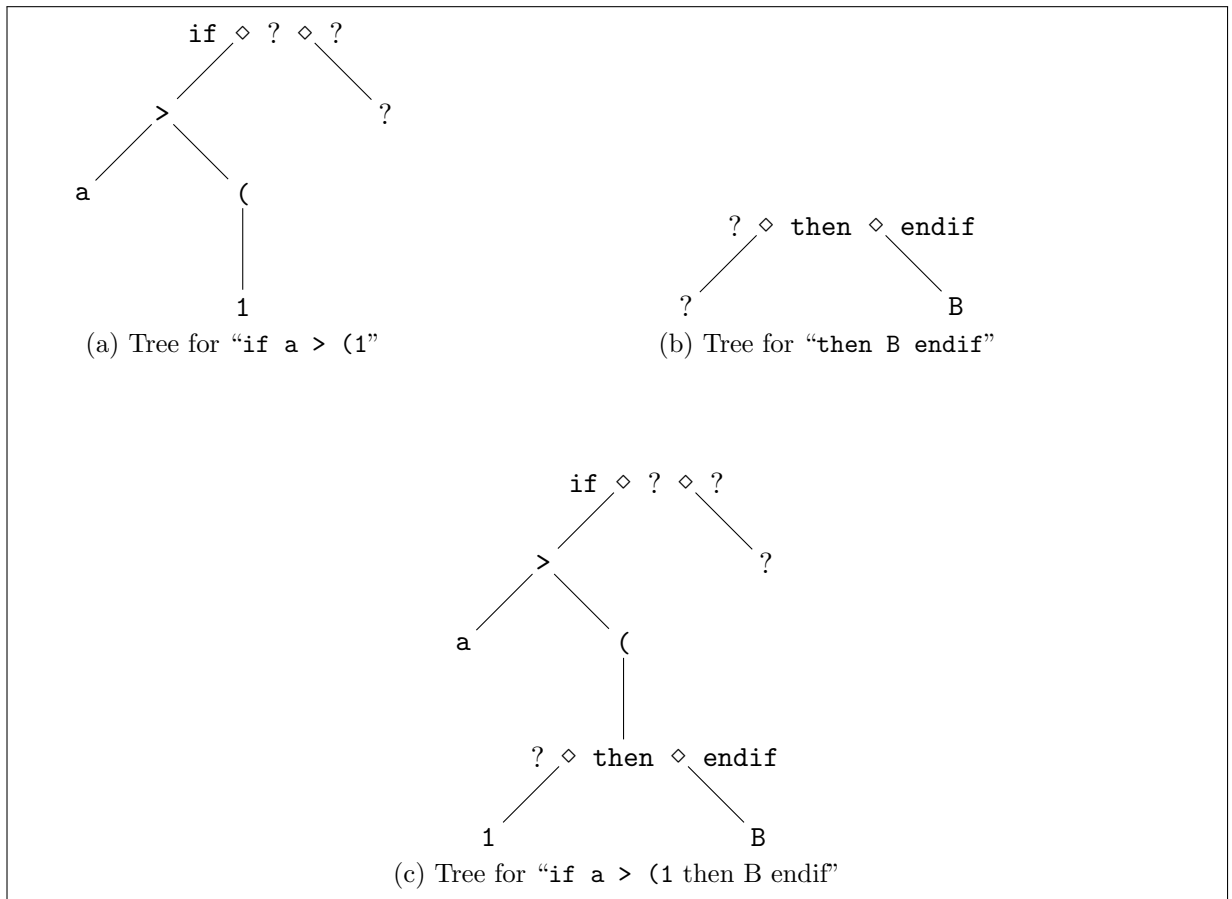 if ◇ ? ◇ ?
> ?
a (
1
? ◇ then ◇ endif
? B
(a) Tree for “if a > (1”
(b) Tree for “then B endif”
if ◇ ? ◇ ?
> ?
a (
? ◇ then ◇ endif
1 B
(c) Tree for “if a > (1 then B endif”